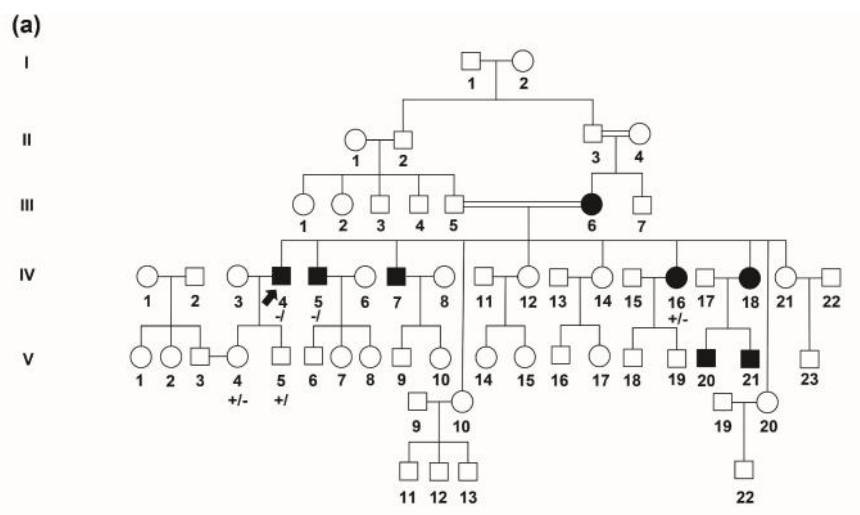 (a)
I
1 2
II
1 2 3 4
III
1 2 3 4 5 6 7
IV
1 2 3 4 5 6 7 8 11 12 13 14 15 16 17 18 21 22
-/ -/ +/-
V
1 2 3 4 5 6 7 8 9 10 14 15 16 17 18 19 20 21 23
+/- +/
9 10 19 20
11 12 13 22